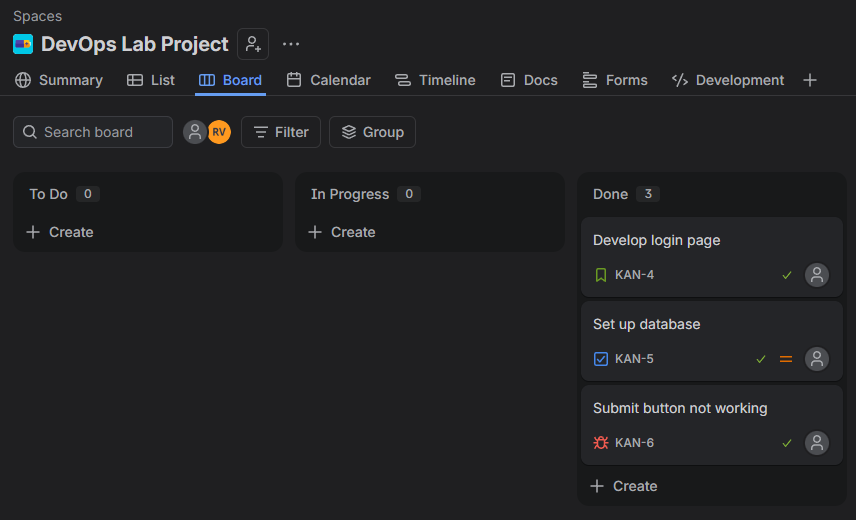 Spaces
DevOps Lab Project
Summary List Board Calendar Timeline Docs Forms Development
Search board RV Filter Group
To Do 0
Create
In Progress 0
Create
Done 3
Develop login page
KAN-4
Set up database
KAN-5
Submit button not working
KAN-6
Create